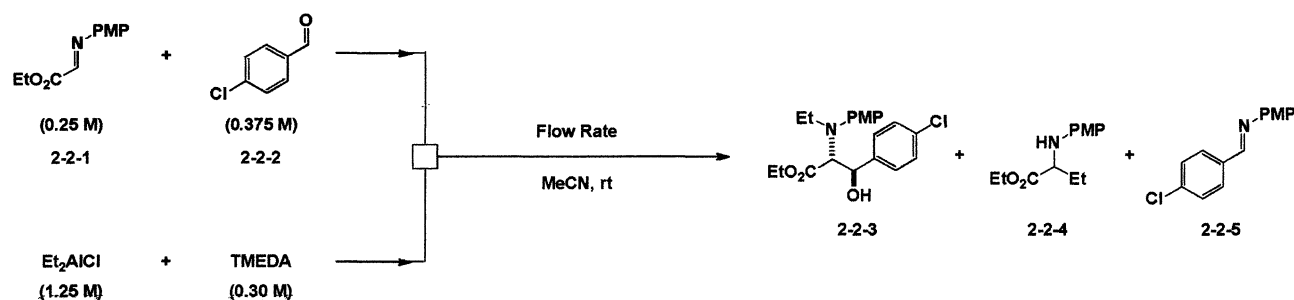 N PMP
EtO₂C
+
O
Cl
(0.25 M)
(0.375 M)
2-2-1
2-2-2
Flow Rate
MeCN, rt
Et₂AlCl
+
TMEDA
(1.25 M)
(0.30 M)
Et N PMP Cl
EtO₂C
OH
2-2-3
+
HN PMP
EtO₂C Et
2-2-4
+
N PMP
Cl
2-2-5